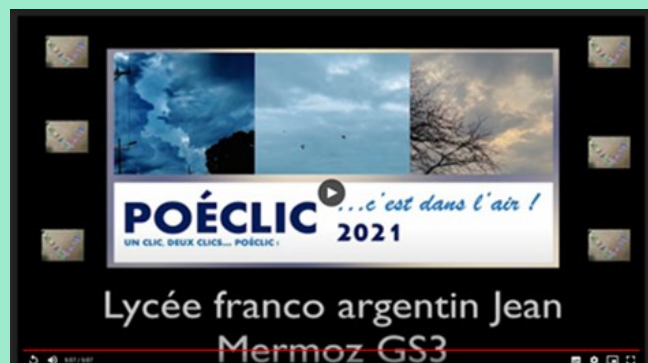 POÉCLIC ...c'est dans l'air !
UN CLIC, DEUX CLICS... POÉCLIC !
2021
Lycée franco argentin Jean
Mermoz GS3